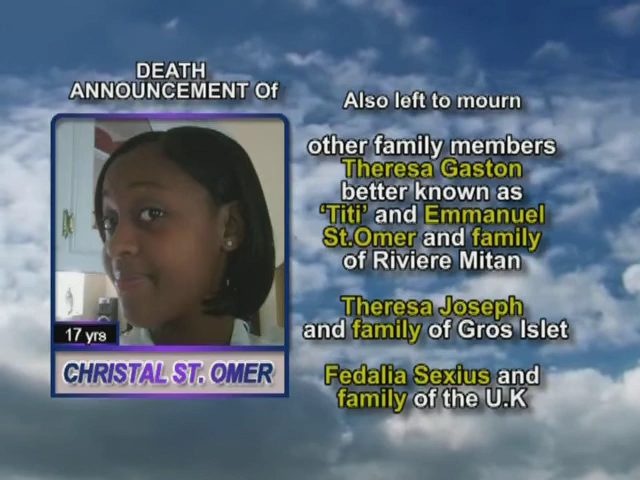 DEATH
ANNOUNCEMENT Of
17 yrs
CHRISTAL ST. OMER
Also left to mourn
other family members
Theresa Gaston
better known as
'Titi' and Emmanuel
St.Omer and family
of Riviere Mitan
Theresa Joseph
and family of Gros Islet
Fedalia Sexius and
family of the U.K